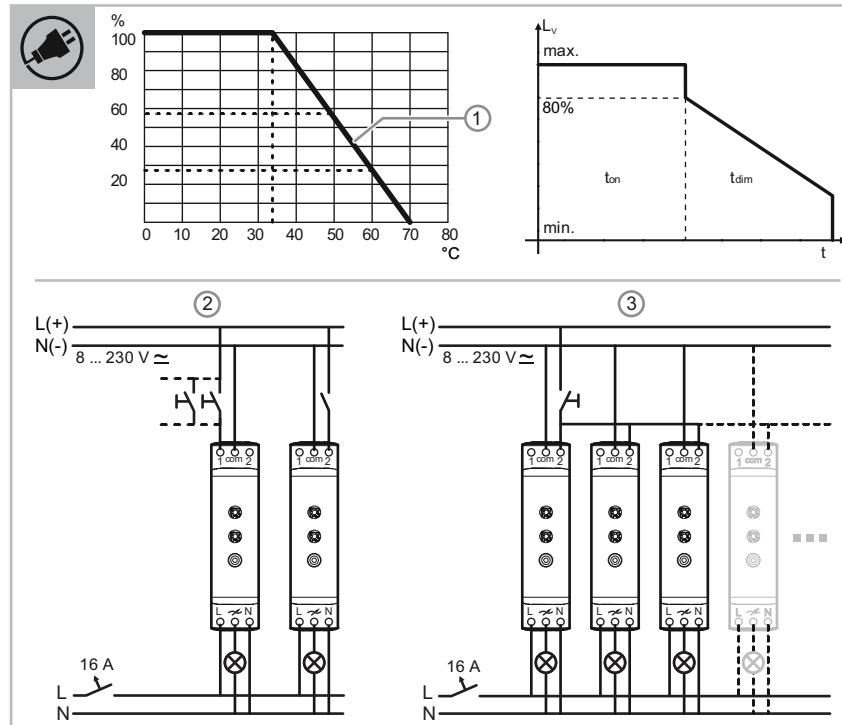 %
100
80
60
40
20
0 10 20 30 40 50 60 70 80
°C
1
Lv
max.
80%
ton
tdim
min.
t
2
L(+)
N(-)
8 ... 230 V ≂
1 com 2
1 com 2
L N
L N
16 A
L
N
3
L(+)
N(-)
8 ... 230 V ≂
1 com 2
1 com 2
1 com 2
1 com 2
L N
L N
L N
L N
16 A
L
N